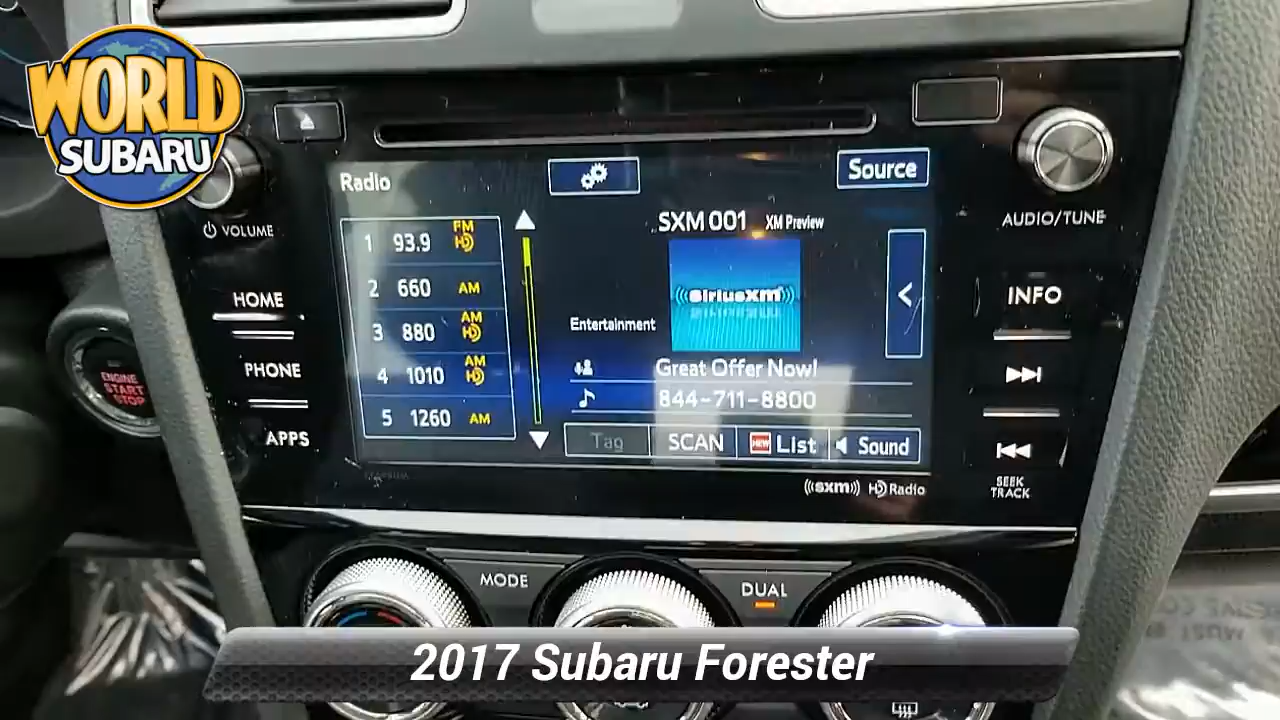 WORLD
SUBARU
Radio
Source
SXM 001 XM Preview
1 93.9 FM HD
2 660 AM
3 880 AM HD
4 1010 AM HD
5 1260 AM
((SiriusXM))
Entertainment
Great Offer Now!
844-711-8800
Tag SCAN NEW List Sound
((sxm)) HD Radio
VOLUME
HOME
PHONE
APPS
ENGINE
START
STOP
AUDIO/TUNE
INFO
SEEK
TRACK
MODE
DUAL
2017 Subaru Forester